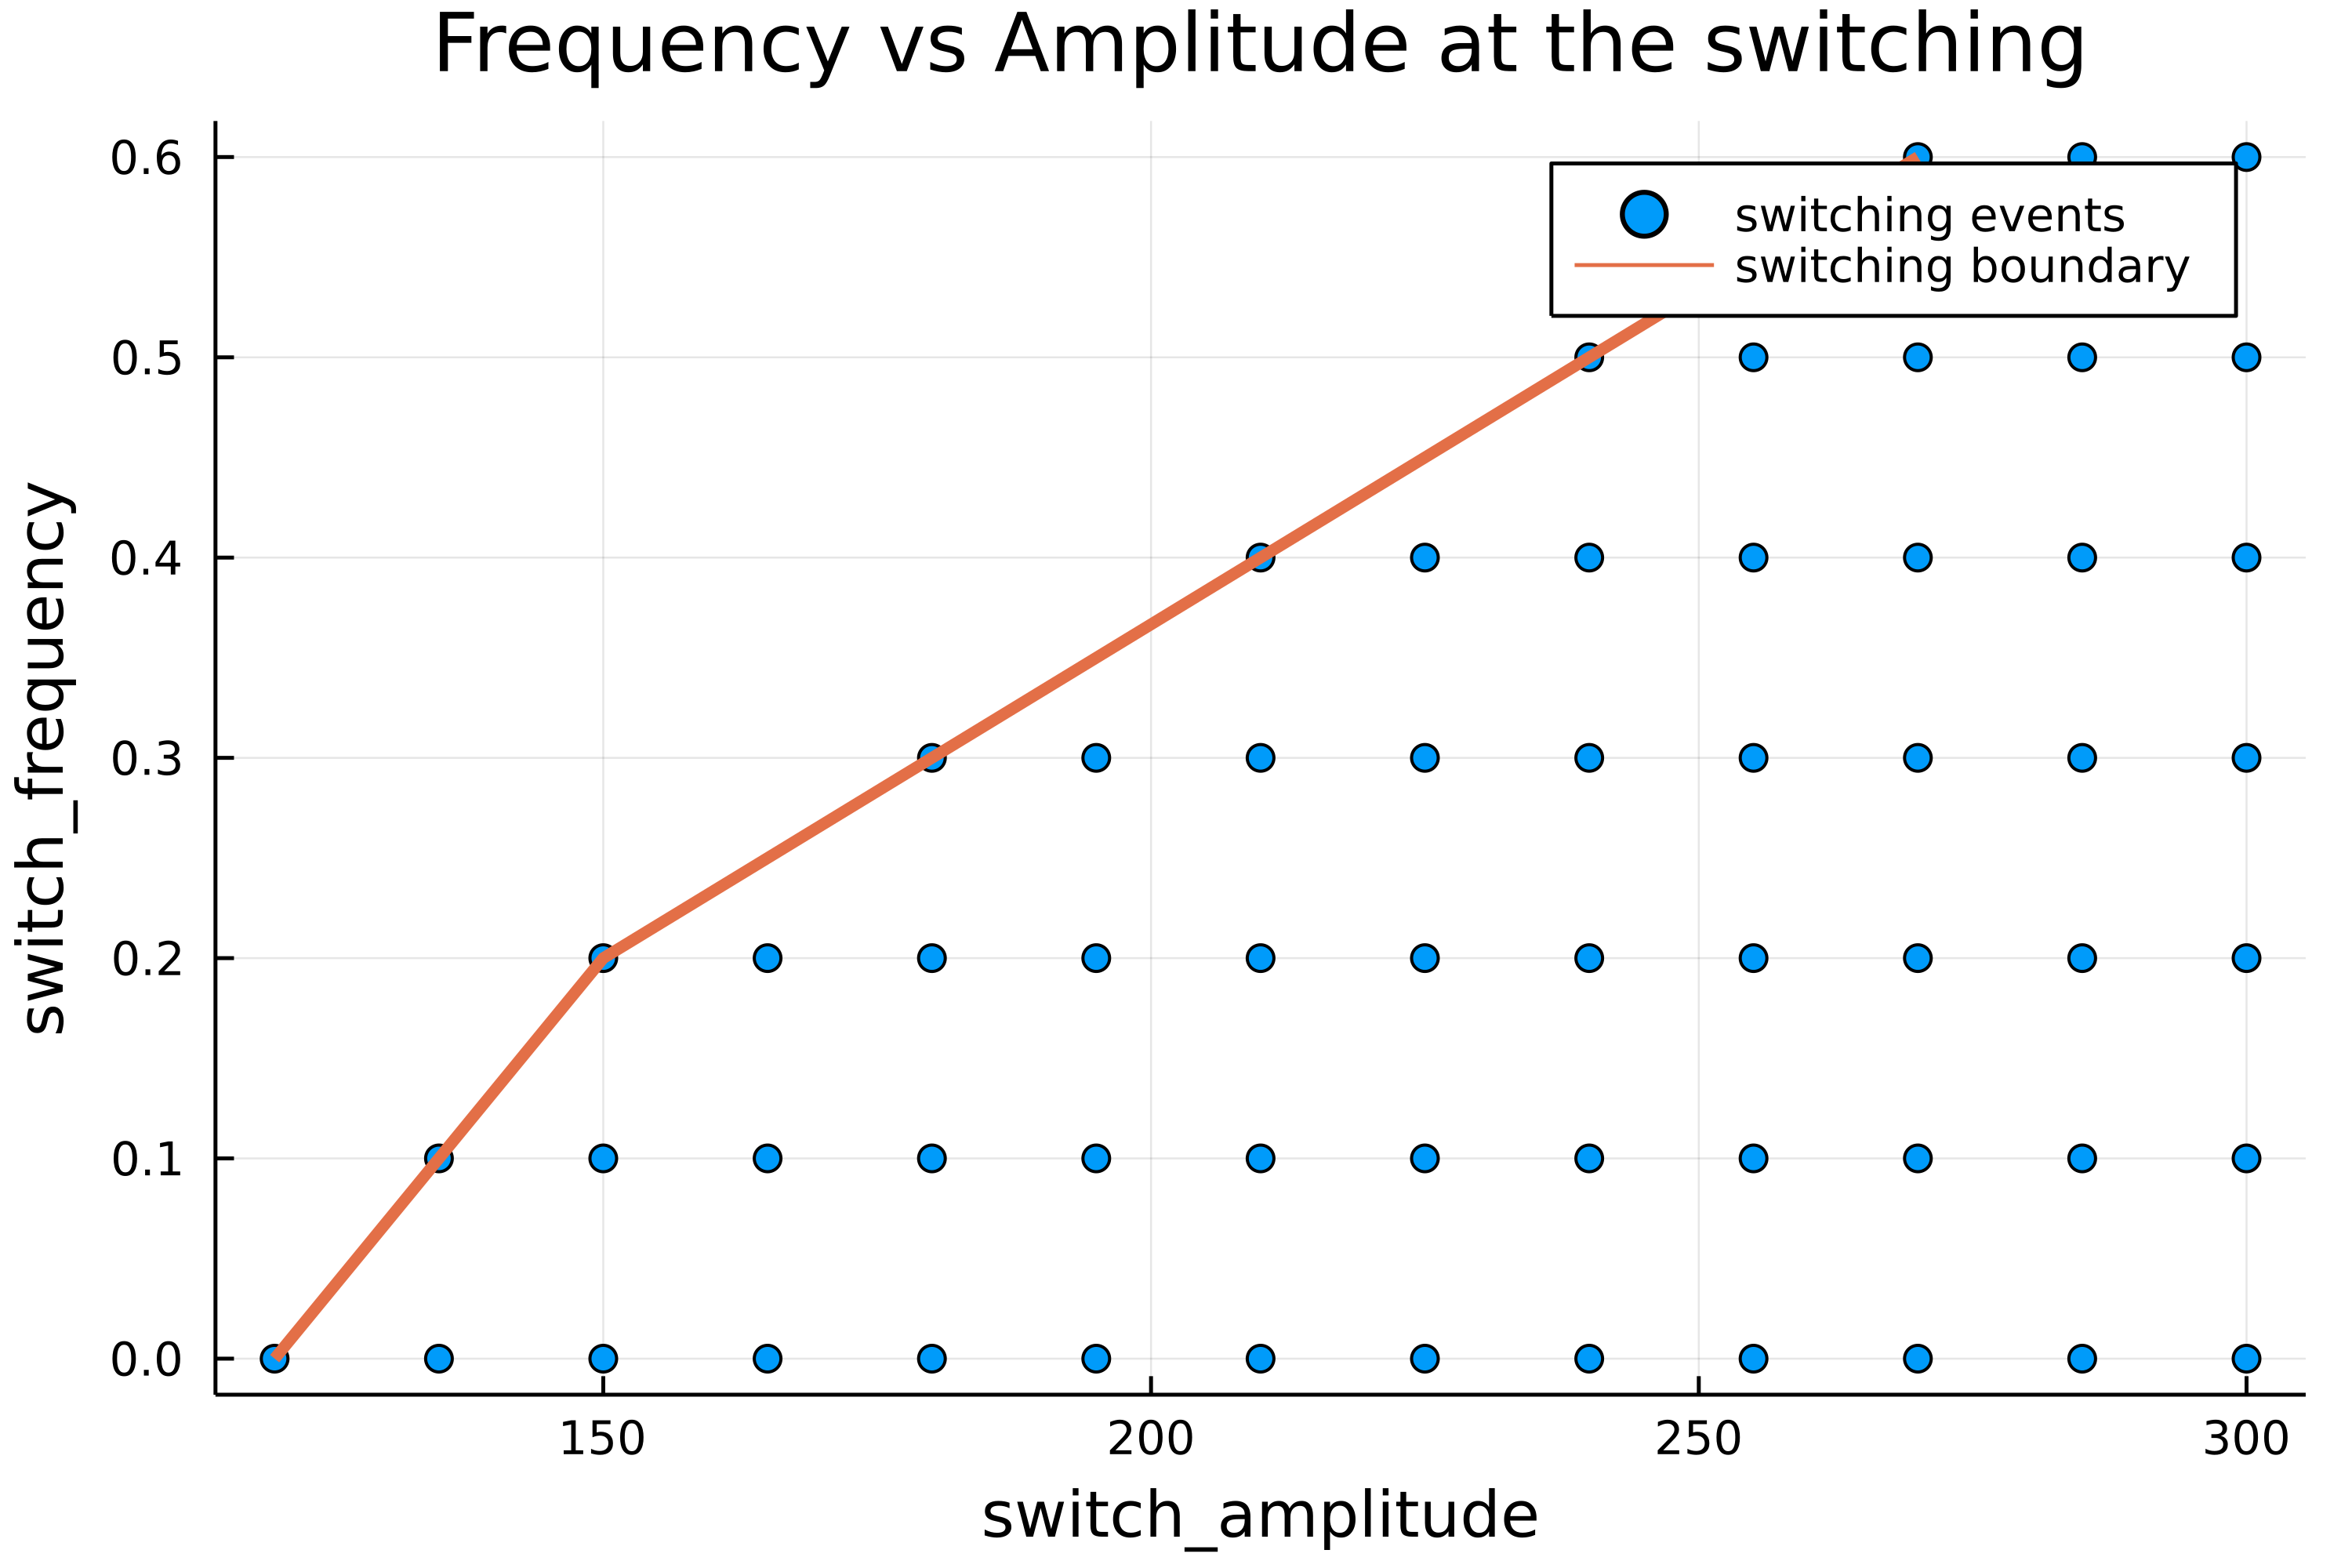 Frequency vs Amplitude at the switching
switching events
switching boundary
switch_frequency
0.6
0.5
0.4
0.3
0.2
0.1
0.0
150
200
250
300
switch_amplitude